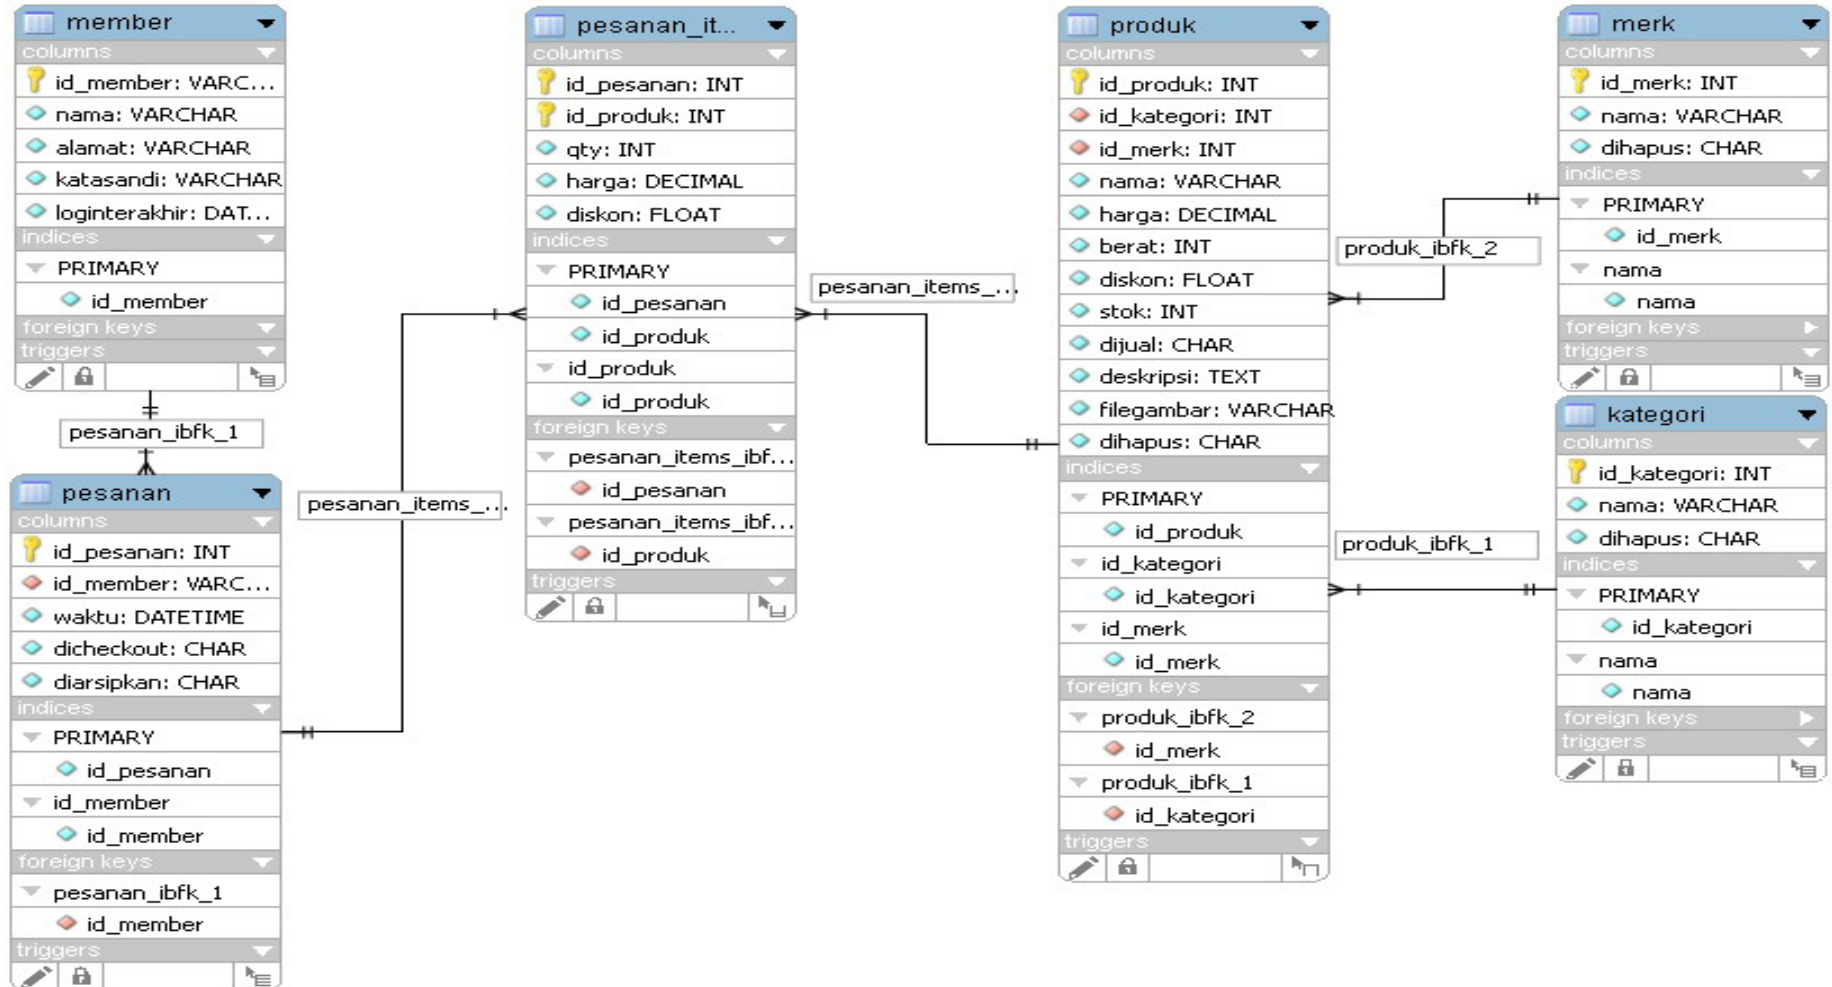 member
columns
id_member: VARC...
nama: VARCHAR
alamat: VARCHAR
katasandi: VARCHAR
loginterakhir: DAT...
indices
PRIMARY
id_member
foreign keys
triggers
pesanan_ibfk_1
pesanan
columns
id_pesanan: INT
id_member: VARC...
waktu: DATETIME
dicheckout: CHAR
diarsipkan: CHAR
indices
PRIMARY
id_pesanan
id_member
id_member
foreign keys
pesanan_ibfk_1
id_member
triggers
pesanan_items_...
pesanan_it...
columns
id_pesanan: INT
id_produk: INT
qty: INT
harga: DECIMAL
diskon: FLOAT
indices
PRIMARY
id_pesanan
id_produk
id_produk
id_produk
foreign keys
pesanan_items_ibf...
id_pesanan
pesanan_items_ibf...
id_produk
triggers
pesanan_items_...
produk
columns
id_produk: INT
id_kategori: INT
id_merk: INT
nama: VARCHAR
harga: DECIMAL
berat: INT
diskon: FLOAT
stok: INT
dijual: CHAR
deskripsi: TEXT
filegambar: VARCHAR
dihapus: CHAR
indices
PRIMARY
id_produk
id_kategori
id_kategori
id_merk
id_merk
foreign keys
produk_ibfk_2
id_merk
produk_ibfk_1
id_kategori
triggers
produk_ibfk_2
produk_ibfk_1
merk
columns
id_merk: INT
nama: VARCHAR
dihapus: CHAR
indices
PRIMARY
id_merk
nama
nama
foreign keys
triggers
kategori
columns
id_kategori: INT
nama: VARCHAR
dihapus: CHAR
indices
PRIMARY
id_kategori
nama
nama
foreign keys
triggers